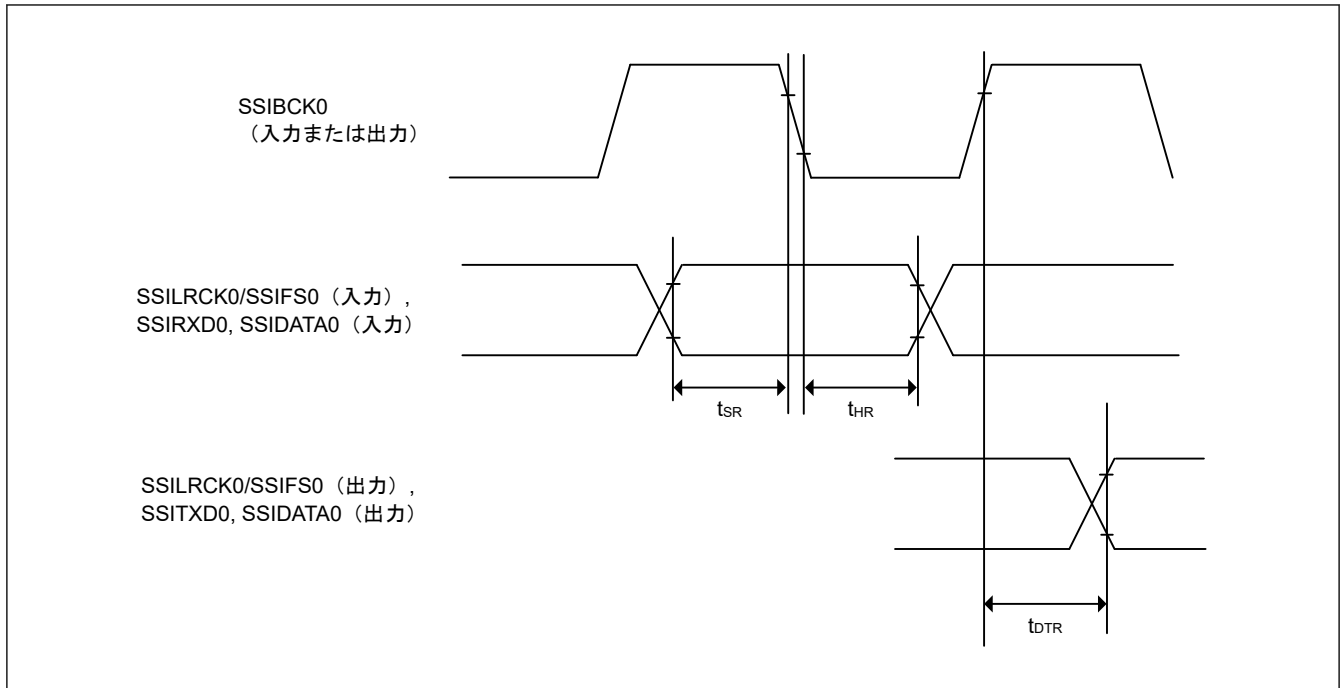 SSIBCK0
（入力または出力）
SSILRCK0/SSIFS0（入力）,
SSIRXD0, SSIDATA0（入力）
tSR
tHR
SSILRCK0/SSIFS0（出力）,
SSITXD0, SSIDATA0（出力）
tDTR